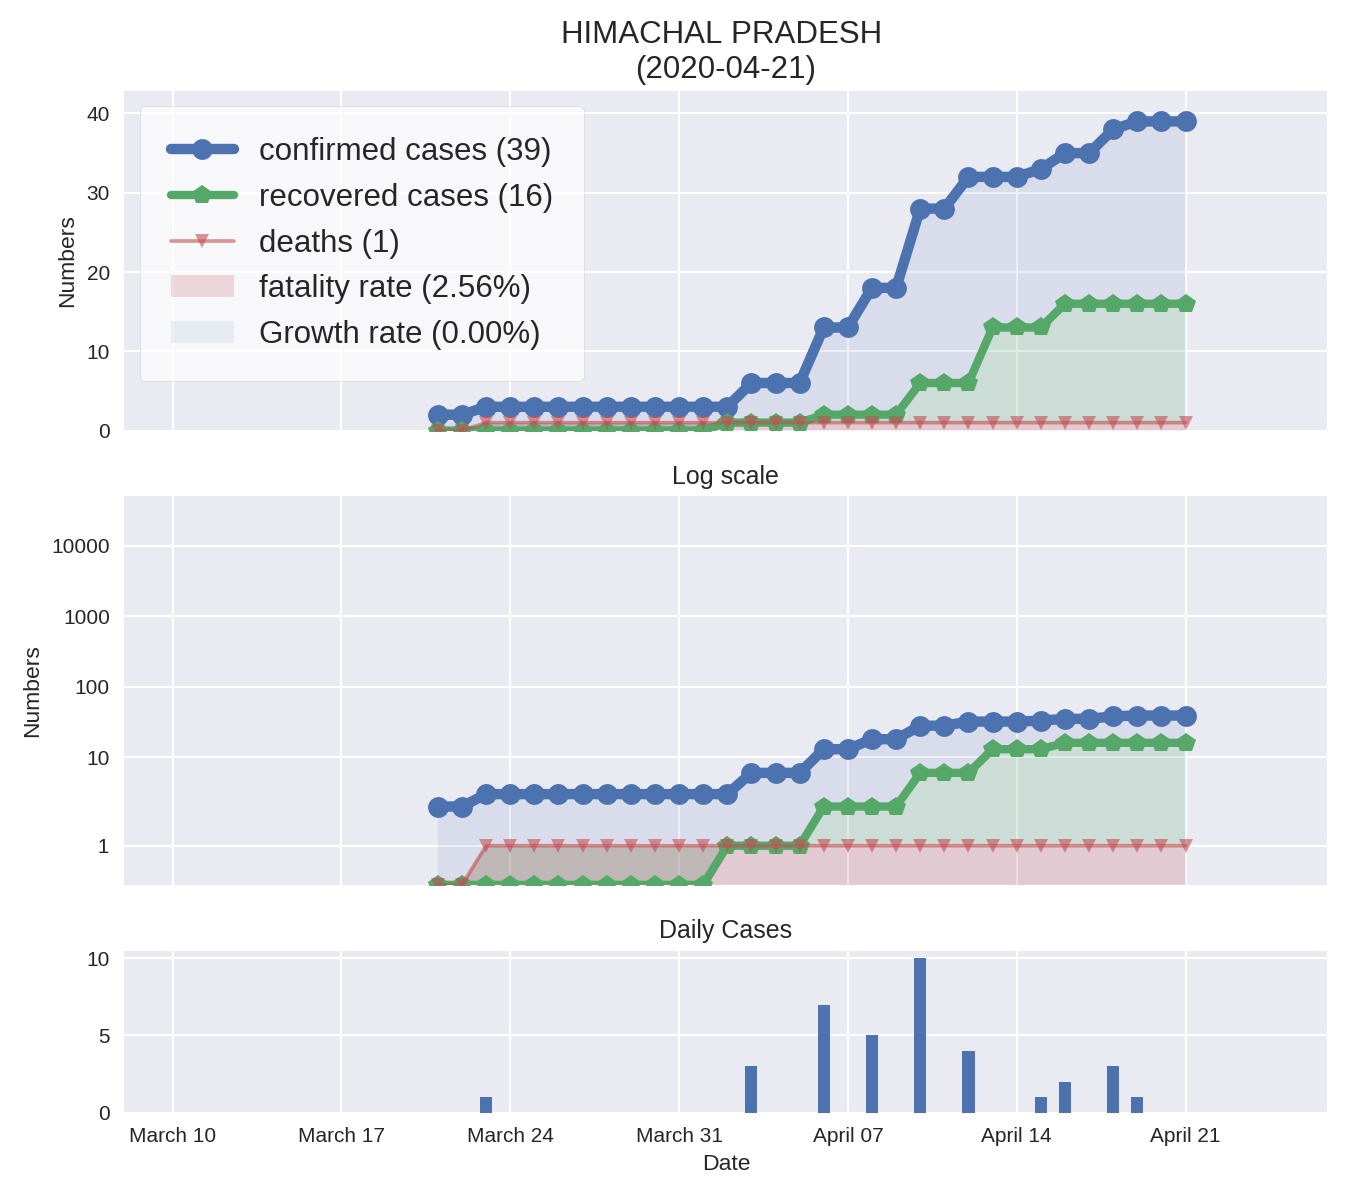 HIMACHAL PRADESH
(2020-04-21)
40
30
20
10
0
Numbers
confirmed cases (39)
recovered cases (16)
deaths (1)
fatality rate (2.56%)
Growth rate (0.00%)
Log scale
10000
1000
100
10
1
Numbers
Daily Cases
10
5
0
March 10 March 17 March 24 March 31 April 07 April 14 April 21
Date